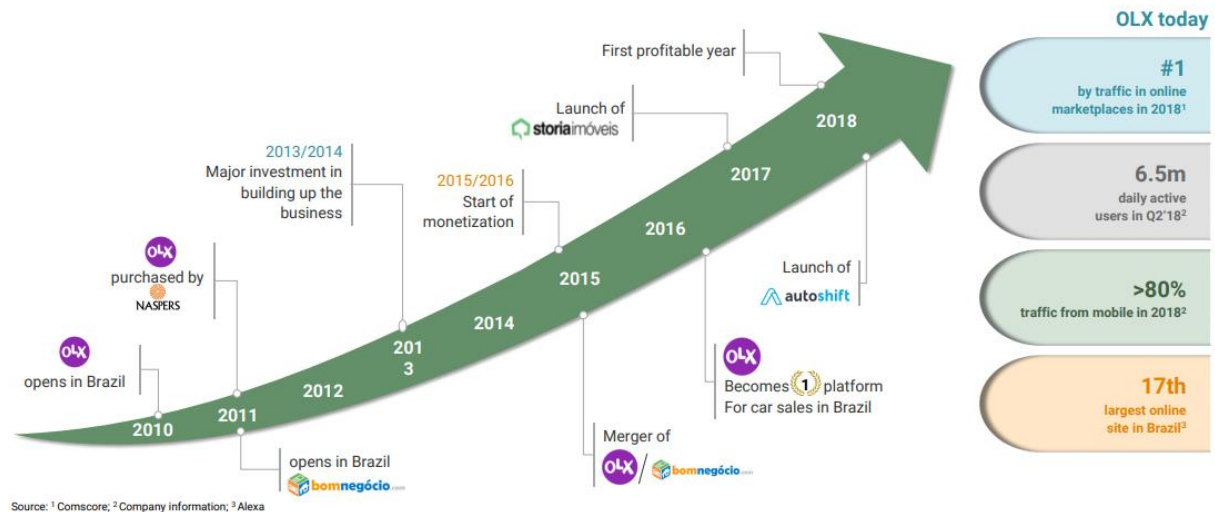 OLX today
First profitable year
#1
by traffic in online
marketplaces in 2018¹
Launch of
storiaimóveis
2018
2013/2014
Major investment in
building up the
business
2015/2016
Start of
monetization
2017
6.5m
daily active
users in Q2'18²
2016
OLX
purchased by
NASPERS
Launch of
autoshift
2015
>80%
traffic from mobile in 2018²
2014
OLX
opens in Brazil
201
3
OLX
Becomes 1 platform
For car sales in Brazil
2012
17th
largest online
site in Brazil³
2011
2010
Merger of
OLX / bomnegócio.com
opens in Brazil
bomnegócio.com
Source: ¹ Comscore; ² Company information; ³ Alexa